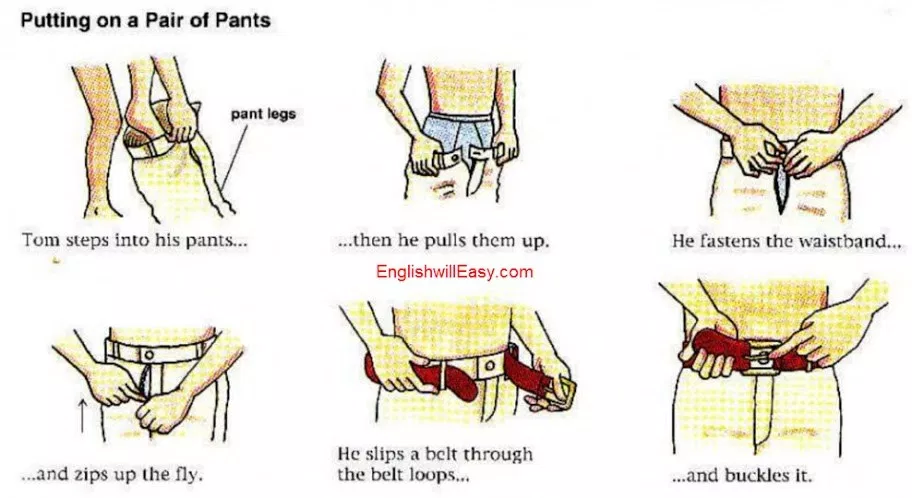 Putting on a Pair of Pants
pant legs
Tom steps into his pants...
...then he pulls them up.
He fastens the waistband...
EnglishwillEasy.com
...and zips up the fly.
He slips a belt through
the belt loops...
...and buckles it.